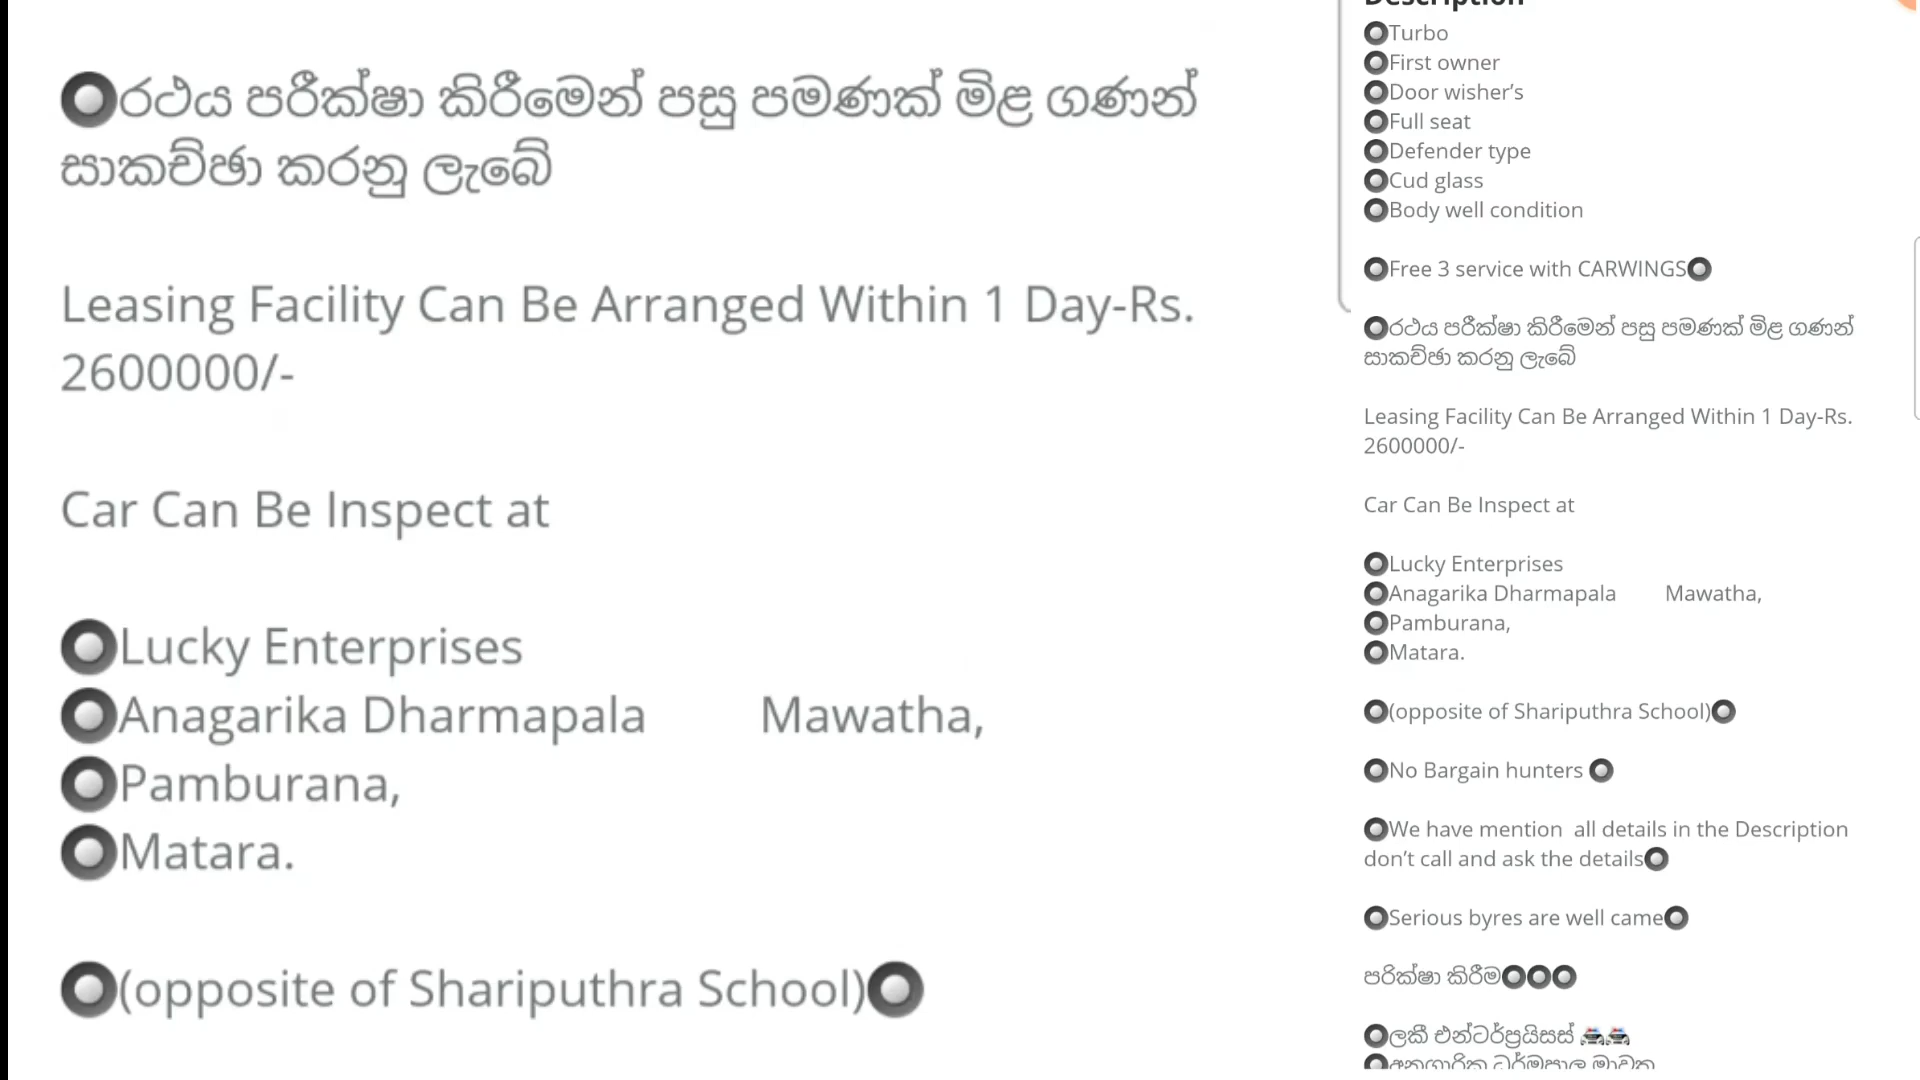 රථය පරීක්ෂා කිරීමෙන් පසු පමණක් මිළ ගණන්
සාකච්ඡා කරනු ලැබේ
Leasing Facility Can Be Arranged Within 1 Day-Rs.
2600000/-
Car Can Be Inspect at
Lucky Enterprises
Anagarika Dharmapala Mawatha,
Pamburana,
Matara.
(opposite of Shariputhra School)
Description
Turbo
First owner
Door wisher’s
Full seat
Defender type
Cud glass
Body well condition
Free 3 service with CARWINGS
රථය පරීක්ෂා කිරීමෙන් පසු පමණක් මිළ ගණන්
සාකච්ඡා කරනු ලැබේ
Leasing Facility Can Be Arranged Within 1 Day-Rs.
2600000/-
Car Can Be Inspect at
Lucky Enterprises
Anagarika Dharmapala Mawatha,
Pamburana,
Matara.
(opposite of Shariputhra School)
No Bargain hunters
We have mention all details in the Description
don’t call and ask the details
Serious byres are well came
පරික්ෂා කිරීම
ලකී එන්ටර්ප්‍රයිසස්
අනගාරික ධර්මපාල මාවත